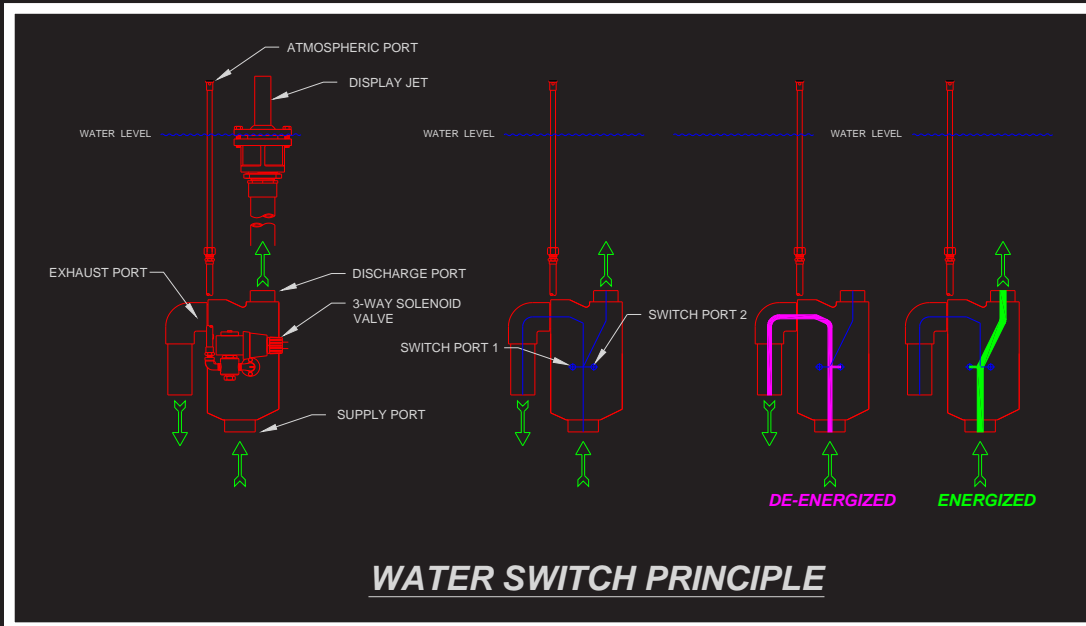 ATMOSPHERIC PORT
DISPLAY JET
WATER LEVEL
WATER LEVEL
WATER LEVEL
EXHAUST PORT
DISCHARGE PORT
3-WAY SOLENOID
VALVE
SWITCH PORT 2
SWITCH PORT 1
SUPPLY PORT
DE-ENERGIZED
ENERGIZED
WATER SWITCH PRINCIPLE